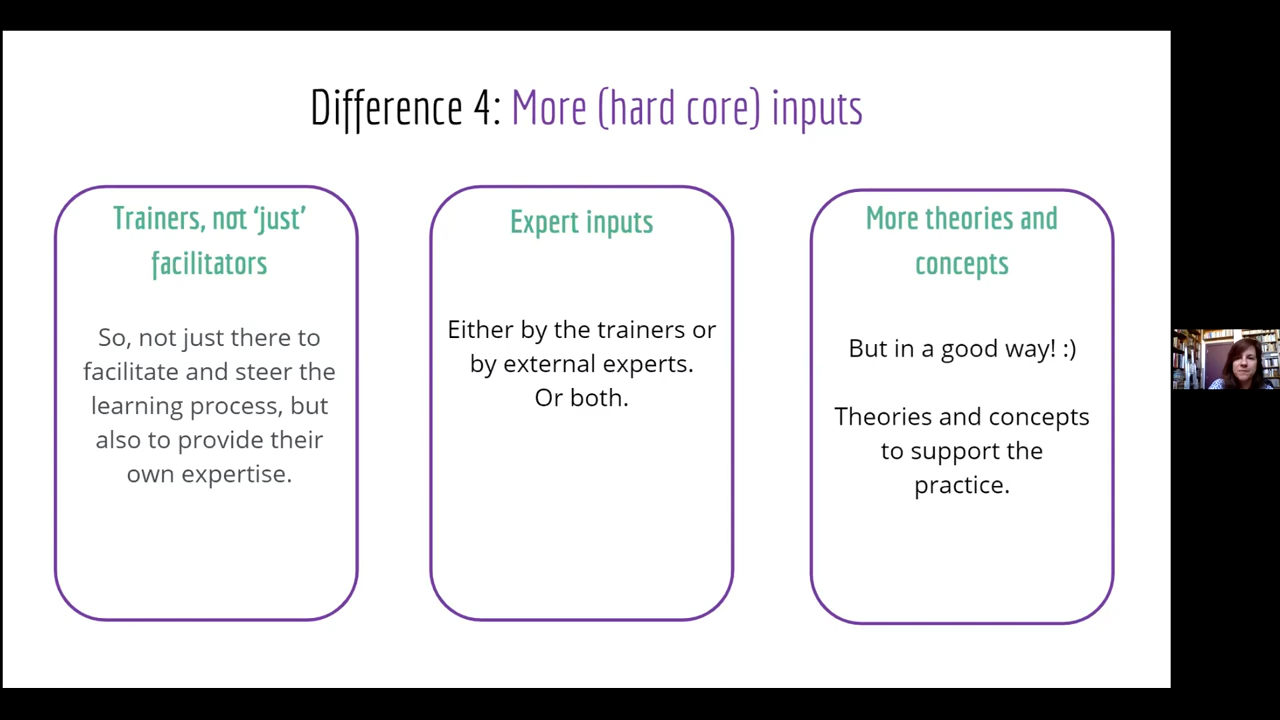 Difference 4: More (hard core) inputs
Trainers, not ‘just’
facilitators
So, not just there to
facilitate and steer the
learning process, but
also to provide their
own expertise.
Expert inputs
Either by the trainers or
by external experts.
Or both.
More theories and
concepts
But in a good way! :)
Theories and concepts
to support the
practice.